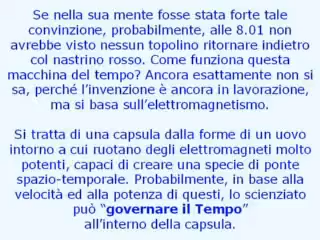 Se nella sua mente fosse stata forte tale
convinzione, probabilmente, alle 8.01 non
avrebbe visto nessun topolino ritornare indietro
col nastrino rosso. Come funziona questa
macchina del tempo? Ancora esattamente non si
sa, perché l'invenzione è ancora in lavorazione,
ma si basa sull'elettromagnetismo.
Si tratta di una capsula dalla forme di un uovo
intorno a cui ruotano degli elettromagneti molto
potenti, capaci di creare una specie di ponte
spazio-temporale. Probabilmente, in base alla
velocità ed alla potenza di questi, lo scienziato
può "governare il Tempo"
all'interno della capsula.